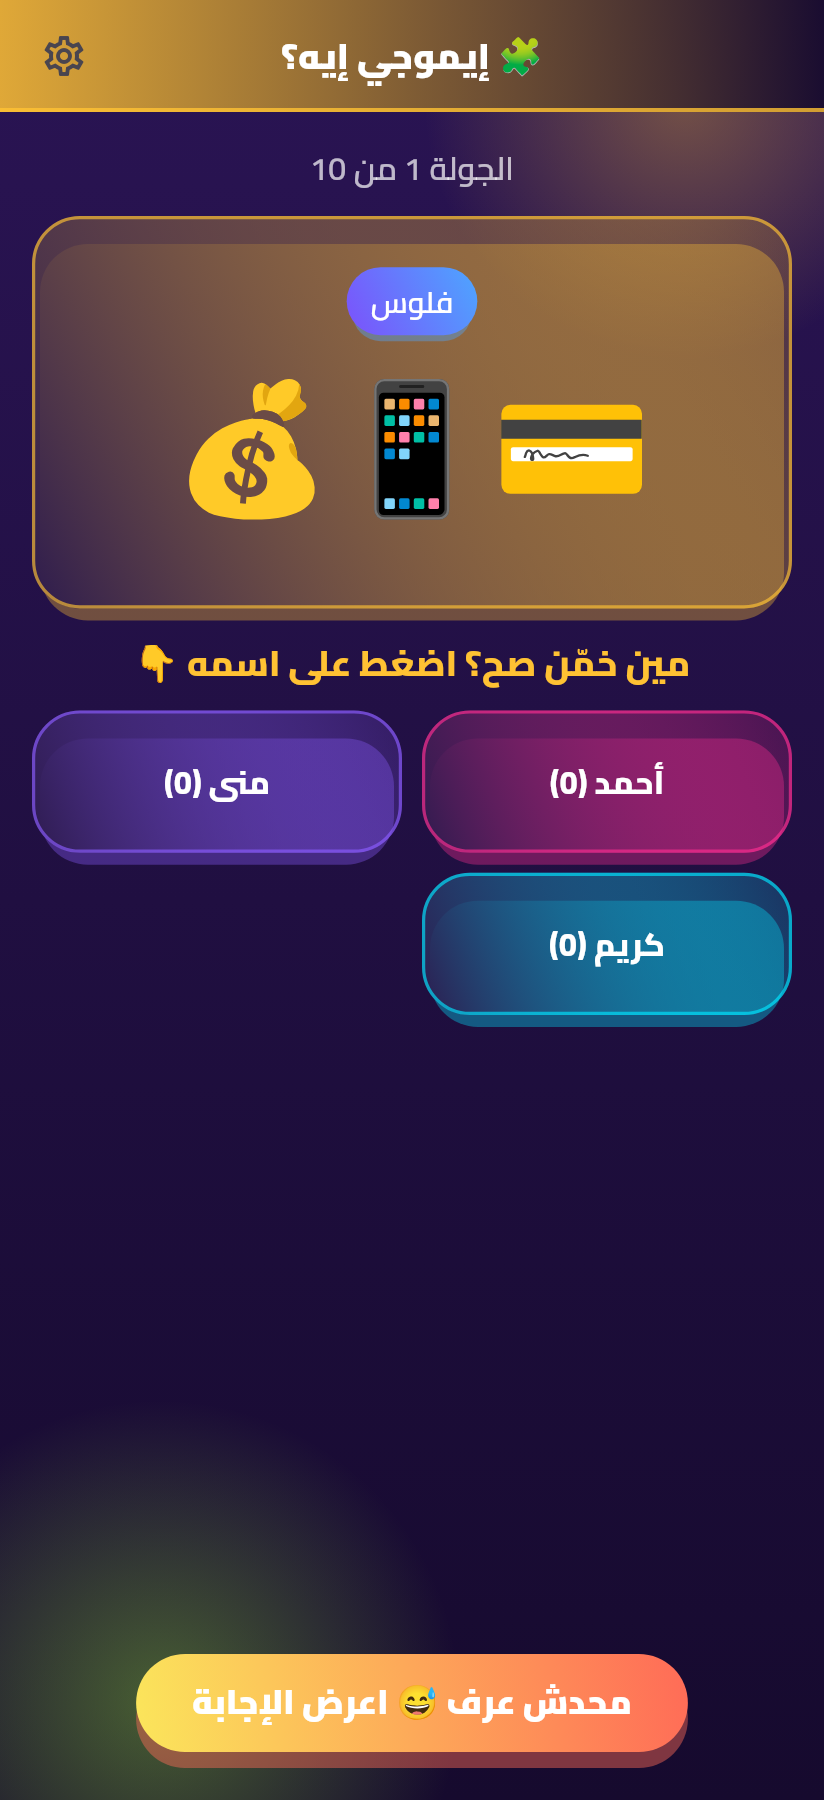 🧩 إيموجي إيه؟
الجولة 1 من 10
فلوس
مين خمّن صح؟ اضغط على اسمه 👇
أحمد (0)
منى (0)
كريم (0)
محدش عرف 😅 اعرض الإجابة